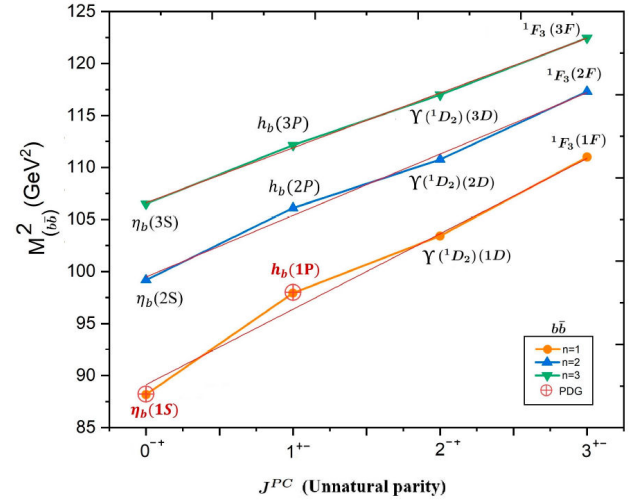 125
120
115
110
105
100
95
90
85
M²₍b b̄₎ (GeV²)
¹F₃(3F)
¹F₃(2F)
h_b(3P)
Υ(¹D₂)(3D)
¹F₃(1F)
h_b(2P)
η_b(3S)
Υ(¹D₂)(2D)
Υ(¹D₂)(1D)
h_b(1P)
η_b(2S)
b b̄
n=1
n=2
n=3
PDG
η_b(1S)
0⁻⁺ 1⁺⁻ 2⁻⁺ 3⁺⁻
J^{PC} (Unnatural parity)